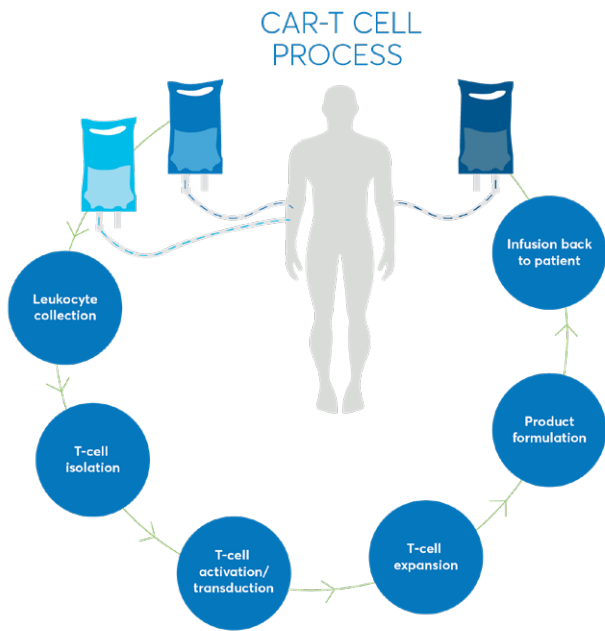 CAR-T CELL
PROCESS
Leukocyte
collection
T-cell
isolation
T-cell
activation/
transduction
T-cell
expansion
Product
formulation
Infusion back
to patient